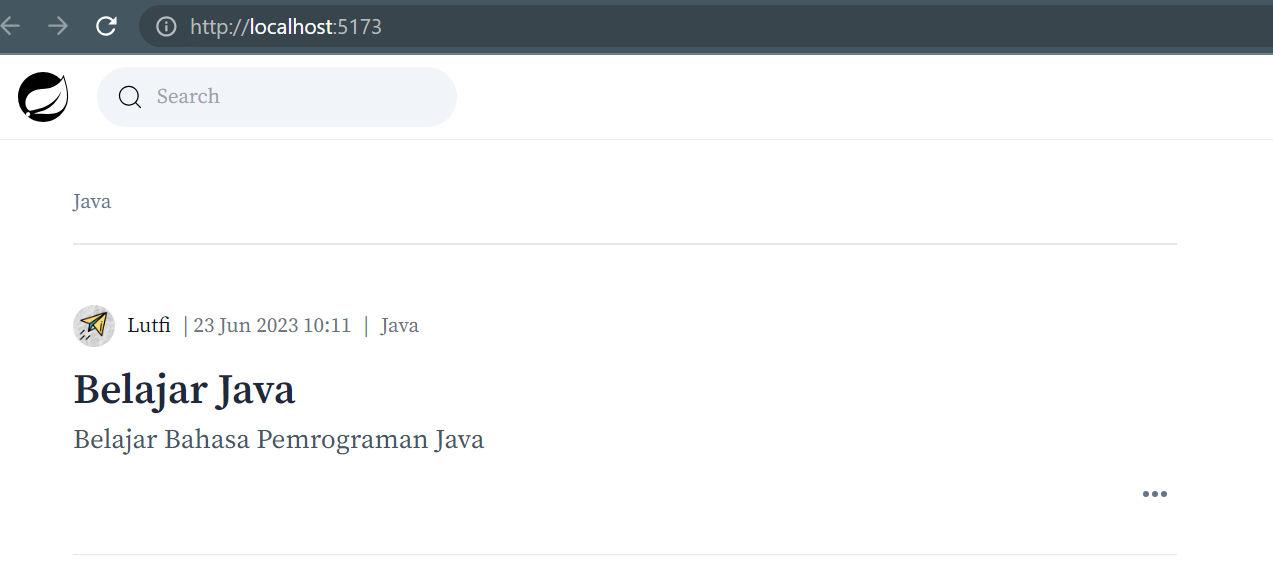 http://localhost:5173
Search
Java
Lutfi | 23 Jun 2023 10:11 | Java
Belajar Java
Belajar Bahasa Pemrograman Java